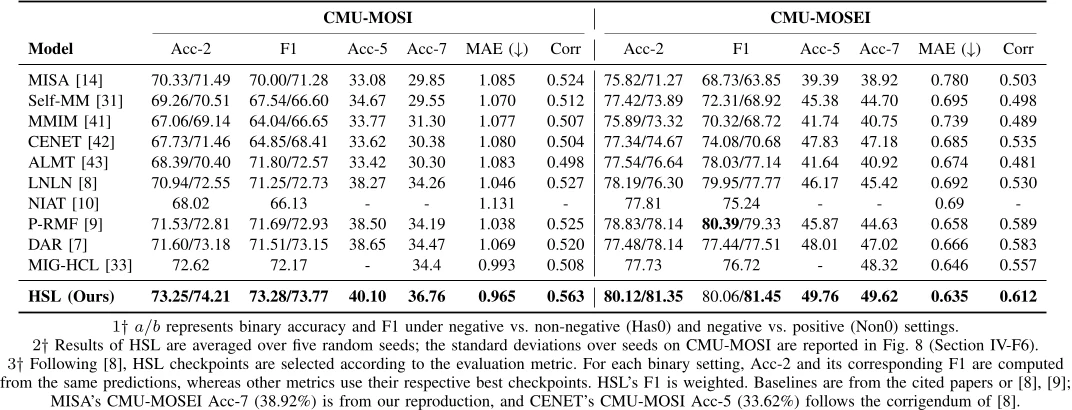 CMU-MOSI CMU-MOSEI
Model Acc-2 F1 Acc-5 Acc-7 MAE (↓) Corr Acc-2 F1 Acc-5 Acc-7 MAE (↓) Corr
MISA [14] 70.33/71.49 70.00/71.28 33.08 29.85 1.085 0.524 75.82/71.27 68.73/63.85 39.39 38.92 0.780 0.503
Self-MM [31] 69.26/70.51 67.54/66.60 34.67 29.55 1.070 0.512 77.42/73.89 72.31/68.92 45.38 44.70 0.695 0.498
MMIM [41] 67.06/69.14 64.04/66.65 33.77 31.30 1.077 0.507 75.89/73.32 70.32/68.72 41.74 40.75 0.739 0.489
CENET [42] 67.73/71.46 64.85/68.41 33.62 30.38 1.080 0.504 77.34/74.67 74.08/70.68 47.83 47.18 0.685 0.535
ALMT [43] 68.39/70.40 71.80/72.57 33.42 30.30 1.083 0.498 77.54/76.64 78.03/77.14 41.64 40.92 0.674 0.481
LNLN [8] 70.94/72.55 71.25/72.73 38.27 34.26 1.046 0.527 78.19/76.30 79.95/77.77 46.17 45.42 0.692 0.530
NIAT [10] 68.02 66.13 - - 1.131 - 77.81 75.24 - - 0.69 -
P-RMF [9] 71.53/72.81 71.69/72.93 38.50 34.19 1.038 0.525 78.83/78.14 80.39/79.33 45.87 44.63 0.658 0.589
DAR [7] 71.60/73.18 71.51/73.15 38.65 34.47 1.069 0.520 77.48/78.14 77.44/77.51 48.01 47.02 0.666 0.583
MIG-HCL [33] 72.62 72.17 - 34.4 0.993 0.508 77.73 76.72 - 48.32 0.646 0.557
HSL (Ours) 73.25/74.21 73.28/73.77 40.10 36.76 0.965 0.563 80.12/81.35 80.06/81.45 49.76 49.62 0.635 0.612
1† a/b represents binary accuracy and F1 under negative vs. non-negative (Has0) and negative vs. positive (Non0) settings.
2† Results of HSL are averaged over five random seeds; the standard deviations over seeds on CMU-MOSI are reported in Fig. 8 (Section IV-F6).
3† Following [8], HSL checkpoints are selected according to the evaluation metric. For each binary setting, Acc-2 and its corresponding F1 are computed
from the same predictions, whereas other metrics use their respective best checkpoints. HSL's F1 is weighted. Baselines are from the cited papers or [8], [9];
MISA's CMU-MOSEI Acc-7 (38.92%) is from our reproduction, and CENET's CMU-MOSI Acc-5 (33.62%) follows the corrigendum of [8].